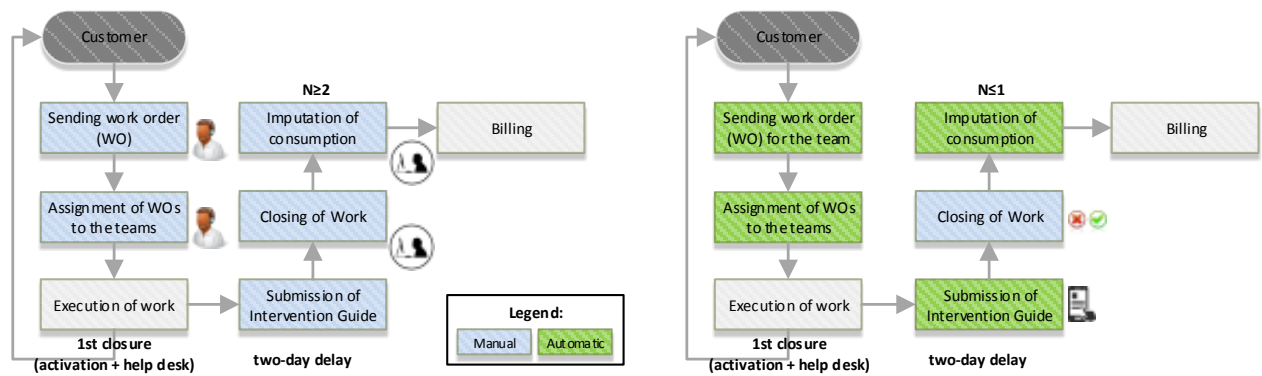 Customer
Sending work order
(WO)
Assignment of WOs
to the teams
Execution of work
1st closure
(activation + help desk)
N≥2
Imputation of
consumption
Closing of Work
Submission of
Intervention Guide
two-day delay
Billing
Legend:
Manual
Automatic
Customer
Sending work order
(WO) for the team
Assignment of WOs
to the teams
Execution of work
1st closure
(activation + help desk)
N≤1
Imputation of
consumption
Closing of Work
Submission of
Intervention Guide
two-day delay
Billing